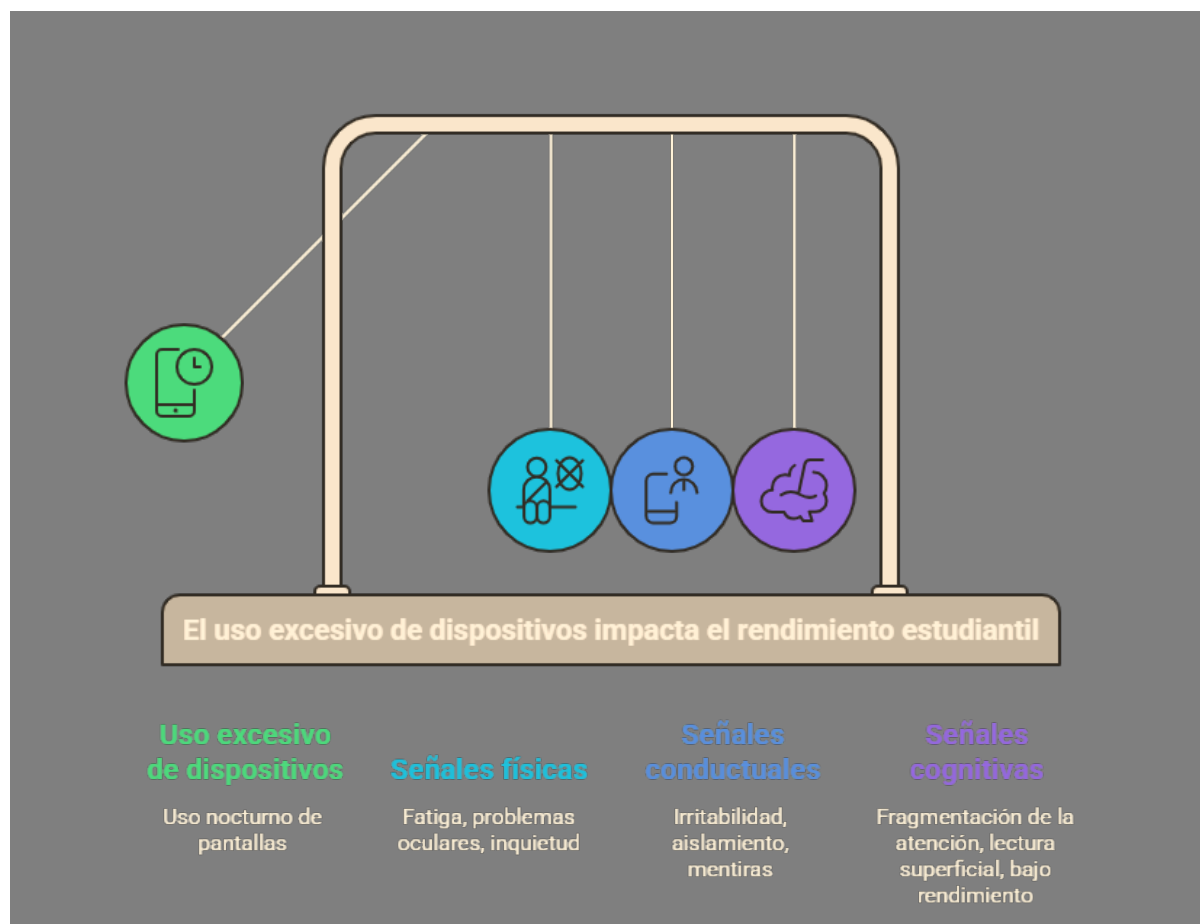 El uso excesivo de dispositivos impacta el rendimiento estudiantil
Uso excesivo
de dispositivos
Uso nocturno de
pantallas
Señales físicas
Fatiga, problemas
oculares, inquietud
Señales
conductuales
Irritabilidad,
aislamiento,
mentiras
Señales
cognitivas
Fragmentación de la
atención, lectura
superficial, bajo
rendimiento